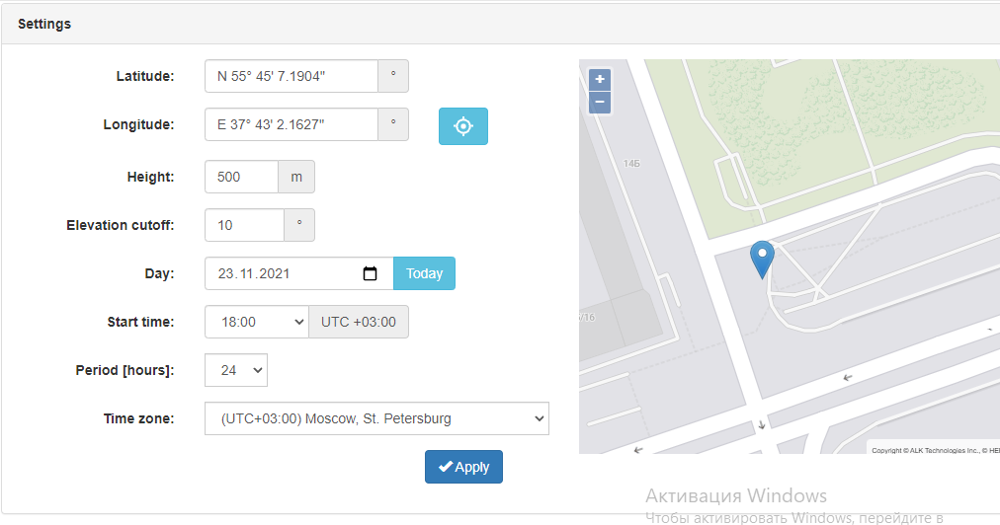 Settings
Latitude: N 55° 45' 7.1904" °
Longitude: E 37° 43' 2.1627" °
Height: 500 m
Elevation cutoff: 10 °
Day: 23.11.2021 Today
Start time: 18:00 UTC +03:00
Period [hours]: 24
Time zone: (UTC+03:00) Moscow, St. Petersburg
Apply
+
−
14Б
/16
Copyright © ALK Technologies Inc., © HE
Активация Windows
Чтобы активировать Windows, перейдите в